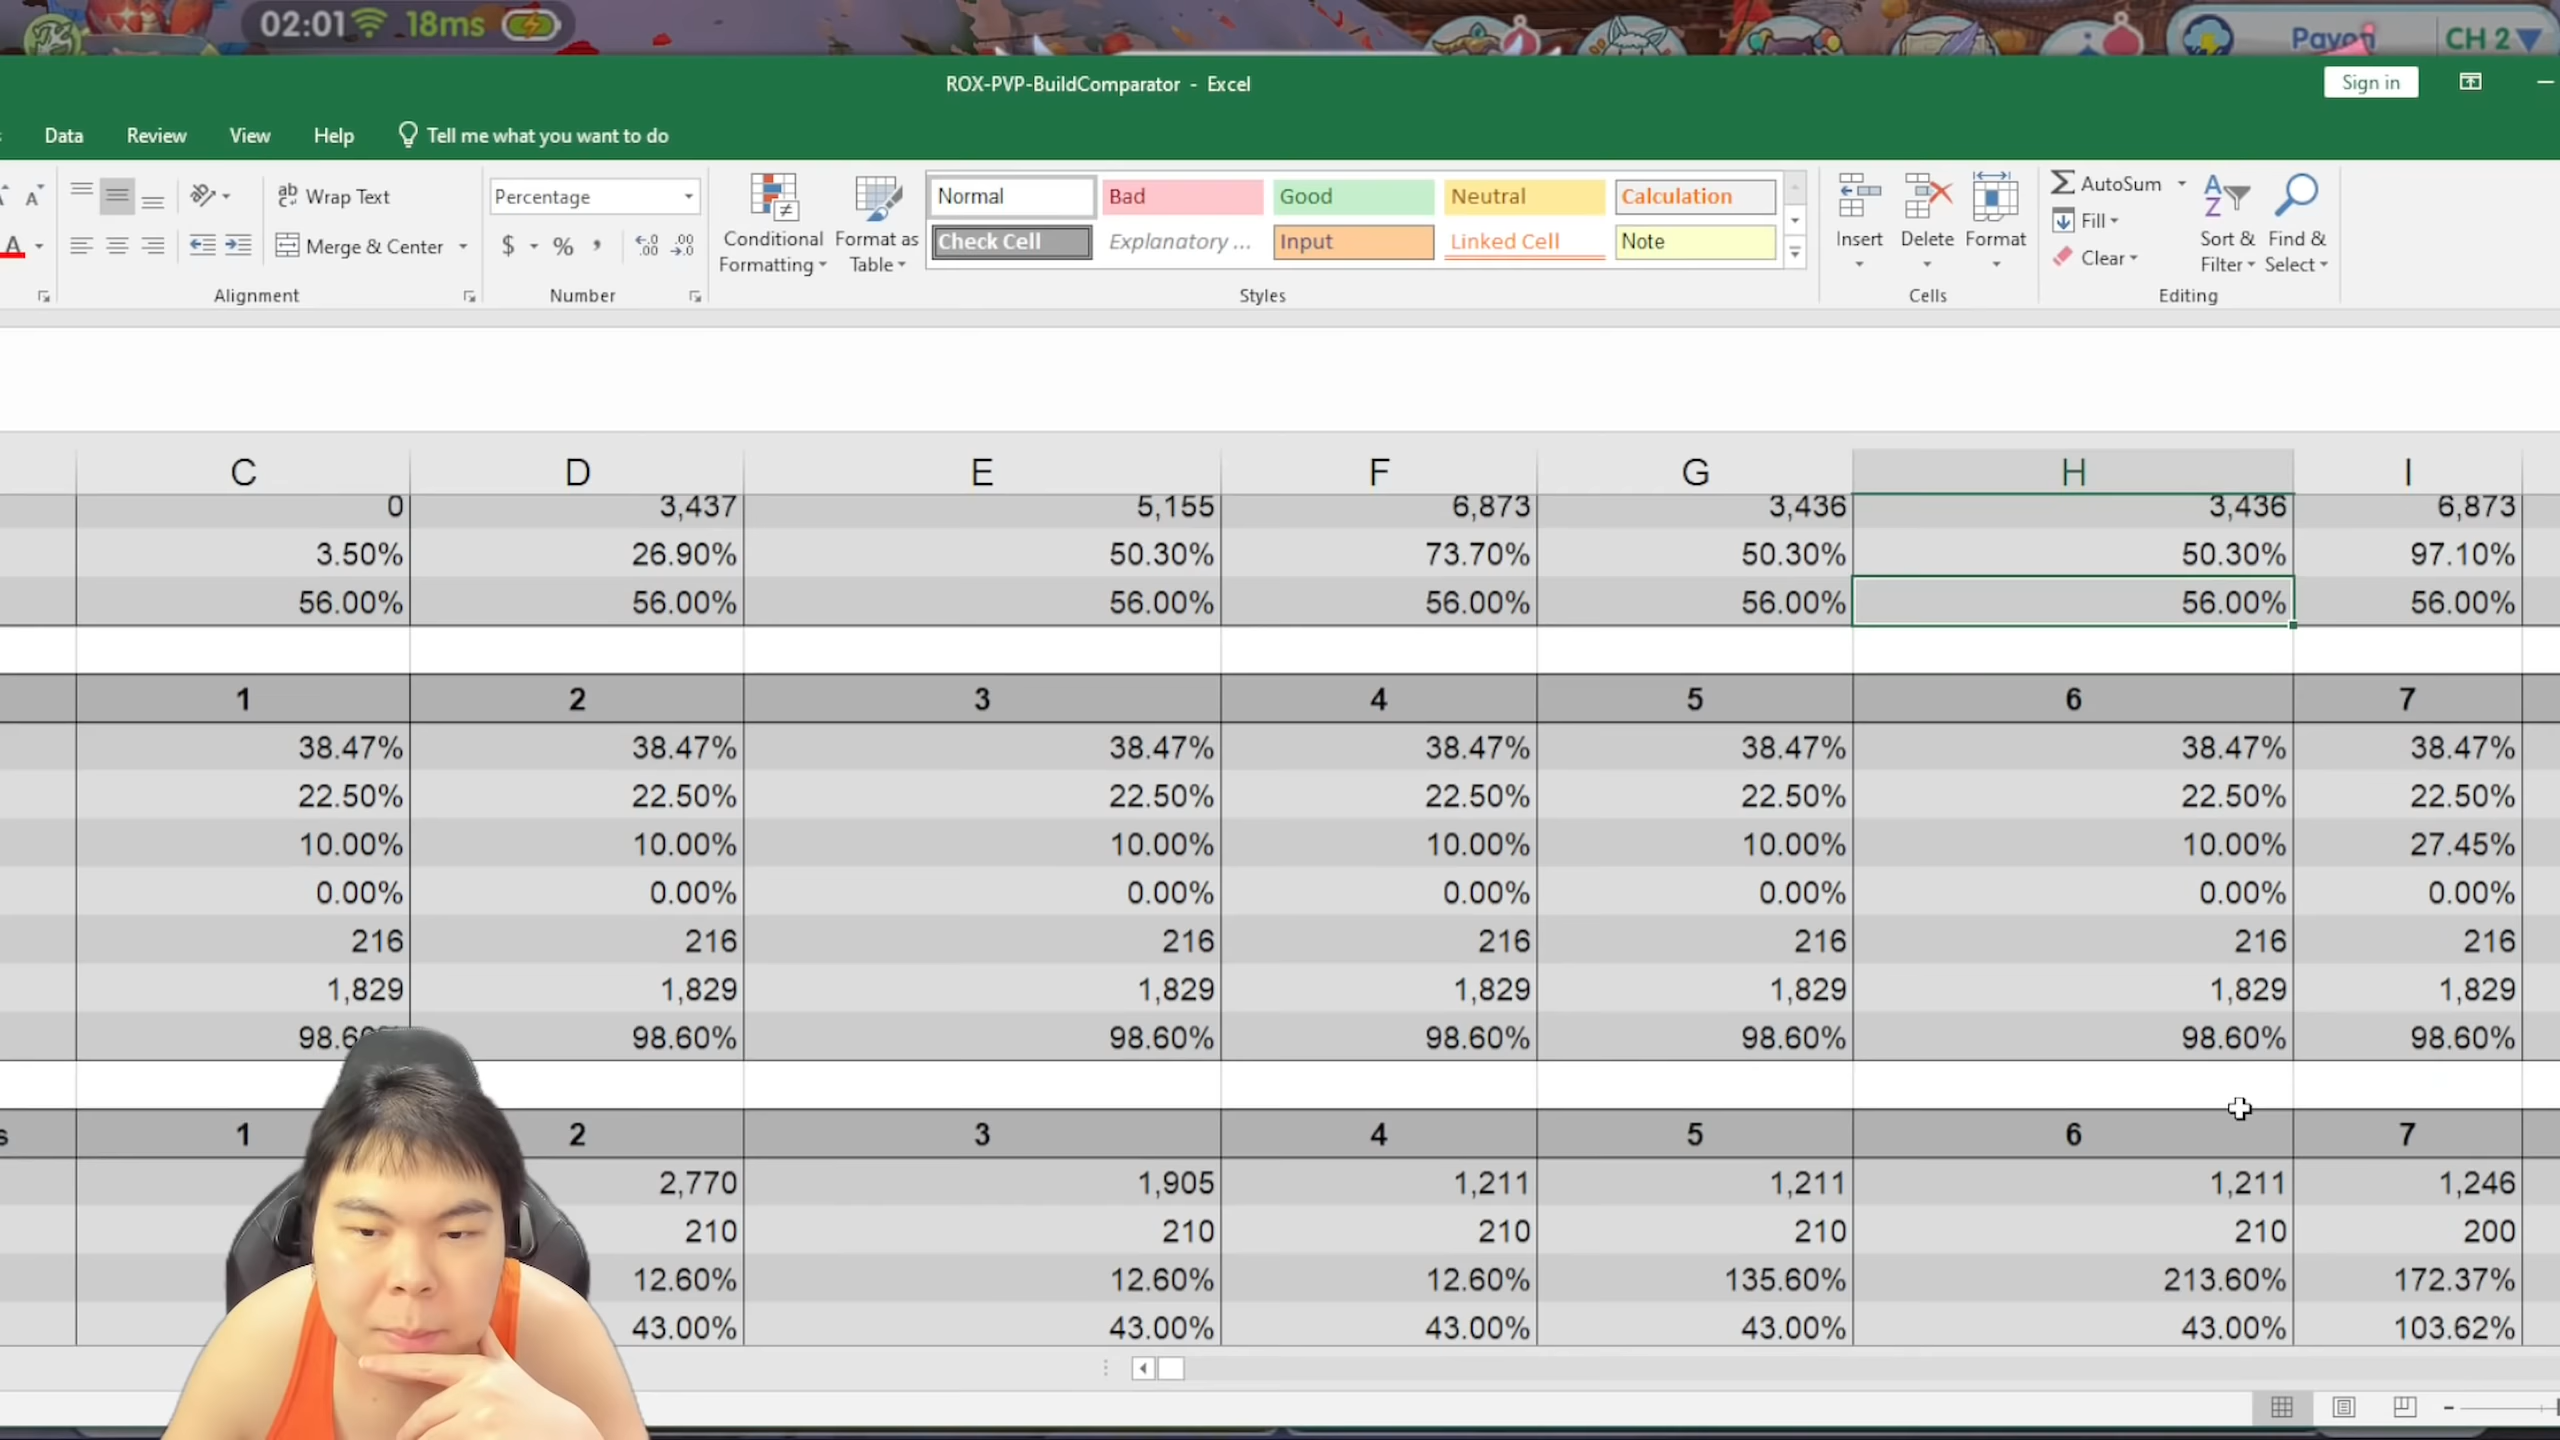 02:01 18ms Payon CH 2
ROX-PVP-BuildComparator - Excel Sign in
Data Review View Help Tell me what you want to do
Wrap Text Percentage Normal Bad Good Neutral Calculation AutoSum
Merge & Center $ % , Conditional Formatting Format as Table Check Cell Explanatory ... Input Linked Cell Note Insert Delete Format Fill Clear Sort & Filter Find & Select
Alignment Number Styles Cells Editing
C D E F G H I
0 3,437 5,155 6,873 3,436 3,436 6,873
3.50% 26.90% 50.30% 73.70% 50.30% 50.30% 97.10%
56.00% 56.00% 56.00% 56.00% 56.00% 56.00% 56.00%
1 2 3 4 5 6 7
38.47% 38.47% 38.47% 38.47% 38.47% 38.47% 38.47%
22.50% 22.50% 22.50% 22.50% 22.50% 22.50% 22.50%
10.00% 10.00% 10.00% 10.00% 10.00% 10.00% 27.45%
0.00% 0.00% 0.00% 0.00% 0.00% 0.00% 0.00%
216 216 216 216 216 216 216
1,829 1,829 1,829 1,829 1,829 1,829 1,829
98.60% 98.60% 98.60% 98.60% 98.60% 98.60%
s 1 2 3 4 5 6 7
2,770 1,905 1,211 1,211 1,211 1,246
210 210 210 210 210 200
12.60% 12.60% 12.60% 135.60% 213.60% 172.37%
43.00% 43.00% 43.00% 43.00% 43.00% 103.62%